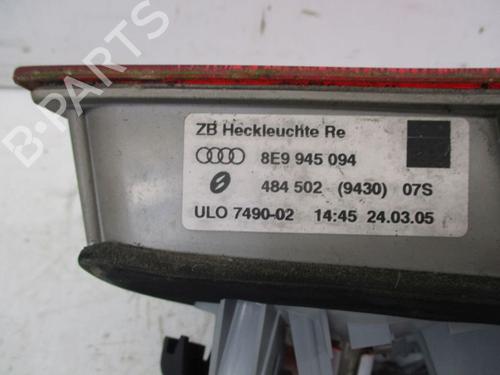 B-PARTS
ZB Heckleuchte Re
8E9 945 094
484 502 (9430) 07S
ULO 7490-02 14:45 24.03.05